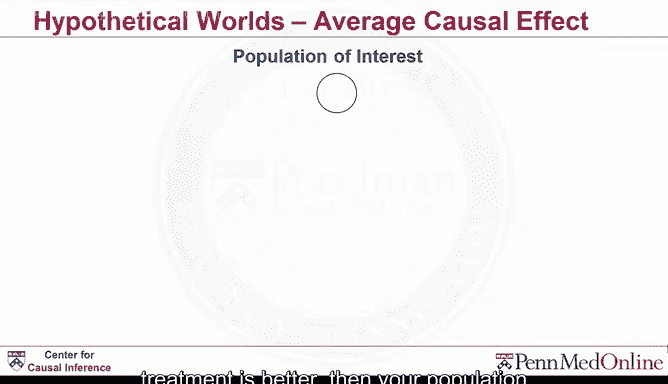 Hypothetical Worlds – Average Causal Effect
Population of Interest
Center for
Causal Inference
PennMedOnline
treatment is better, then your population